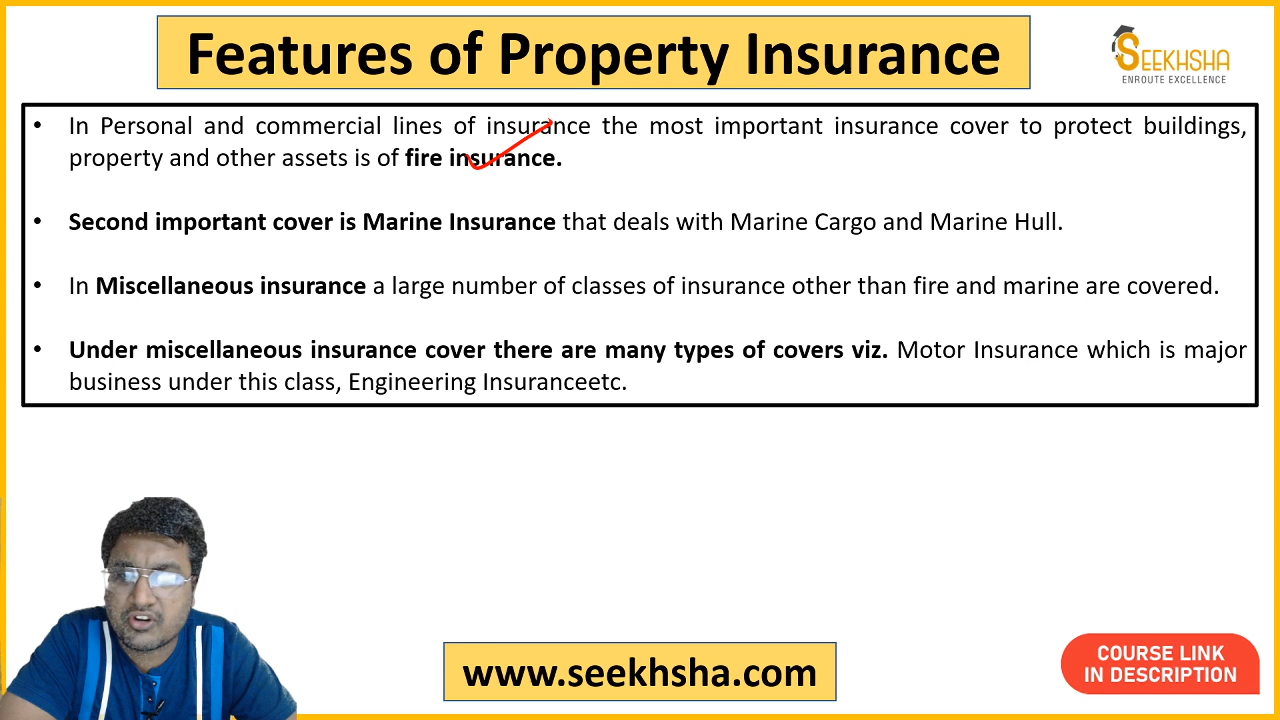 Features of Property Insurance
SEEKHSHA
ENROUTE EXCELLENCE
• In Personal and commercial lines of insurance the most important insurance cover to protect buildings,
property and other assets is of fire insurance.
• Second important cover is Marine Insurance that deals with Marine Cargo and Marine Hull.
• In Miscellaneous insurance a large number of classes of insurance other than fire and marine are covered.
• Under miscellaneous insurance cover there are many types of covers viz. Motor Insurance which is major
business under this class, Engineering Insuranceetc.
www.seekhsha.com
COURSE LINK
IN DESCRIPTION